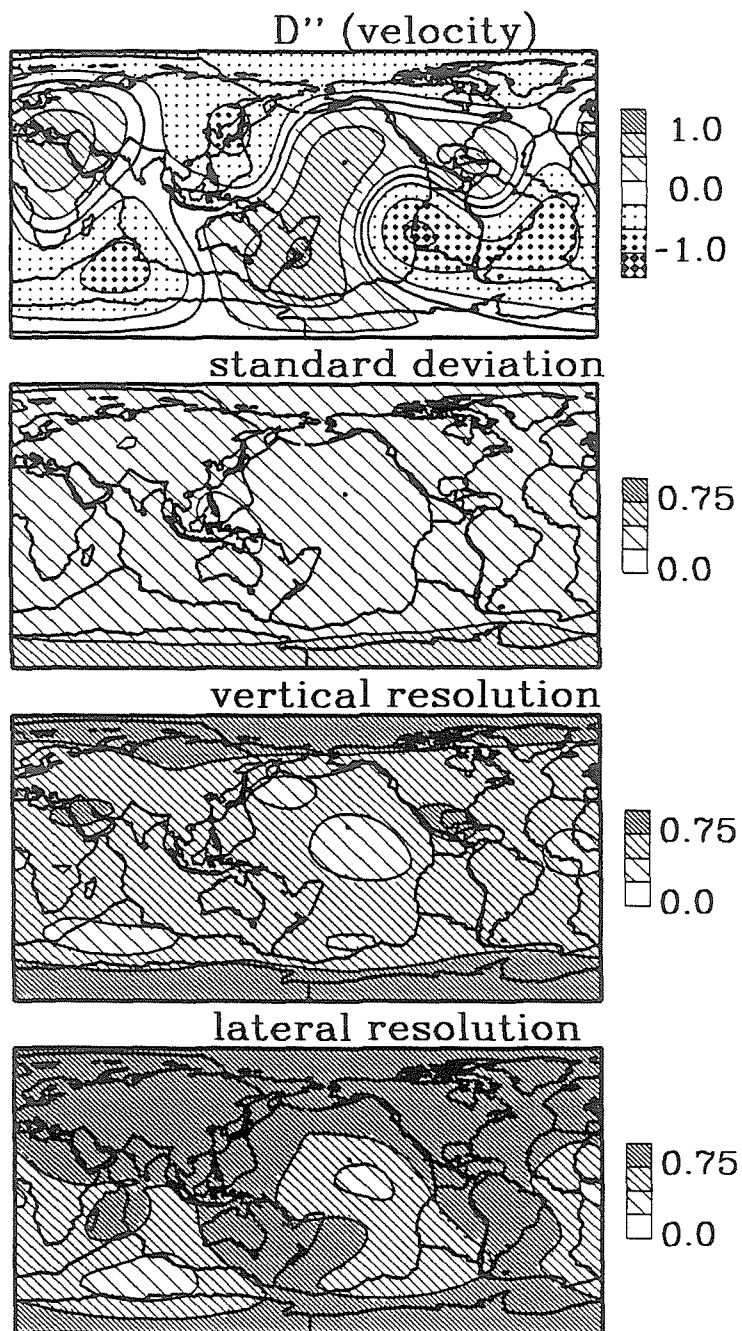 D'' (velocity)
1.0
0.0
-1.0
standard deviation
0.75
0.0
vertical resolution
0.75
0.0
lateral resolution
0.75
0.0